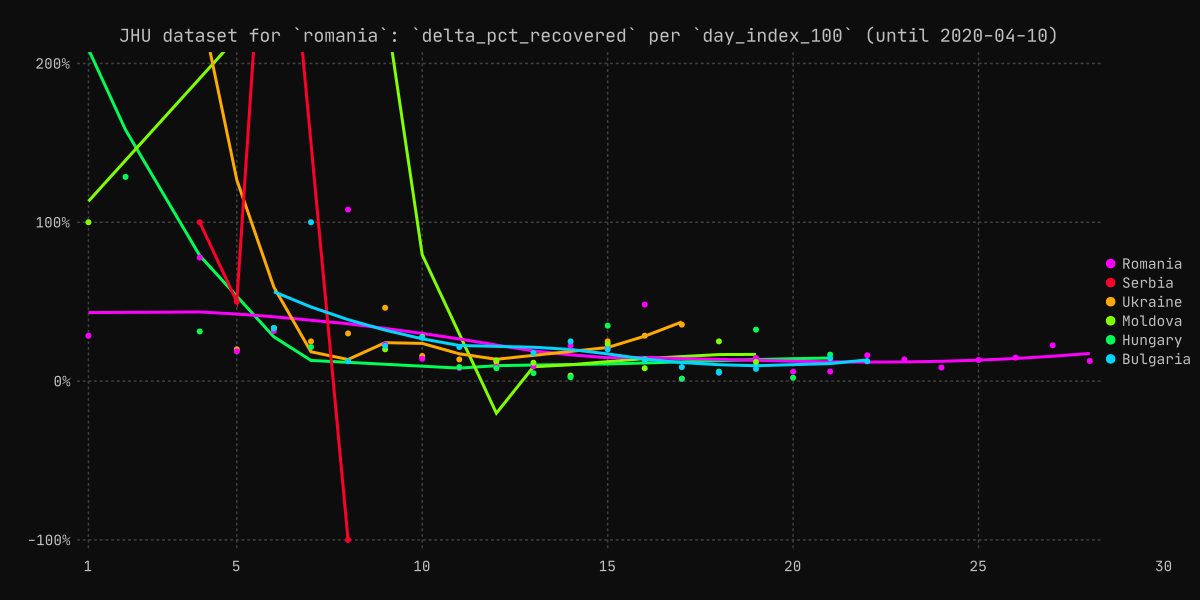 JHU dataset for `romania`: `delta_pct_recovered` per `day_index_100` (until 2020-04-10)
200%
100%
0%
-100%
1 5 10 15 20 25 30
Romania
Serbia
Ukraine
Moldova
Hungary
Bulgaria